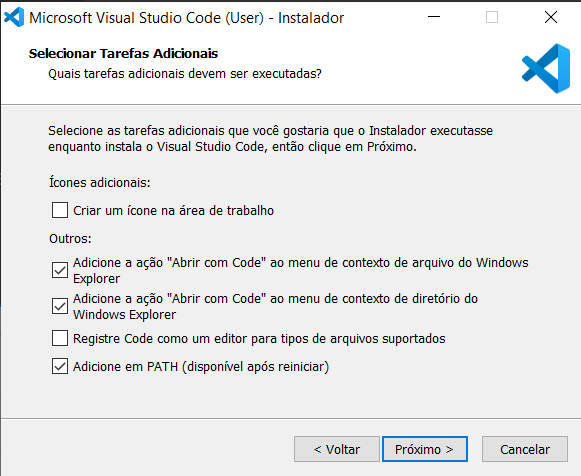 Microsoft Visual Studio Code (User) - Instalador
Selecionar Tarefas Adicionais
Quais tarefas adicionais devem ser executadas?
Selecione as tarefas adicionais que você gostaria que o Instalador executasse
enquanto instala o Visual Studio Code, então clique em Próximo.
Ícones adicionais:
Criar um ícone na área de trabalho
Outros:
Adicione a ação "Abrir com Code" ao menu de contexto de arquivo do Windows
Explorer
Adicione a ação "Abrir com Code" ao menu de contexto de diretório do
Windows Explorer
Registre Code como um editor para tipos de arquivos suportados
Adicione em PATH (disponível após reiniciar)
< Voltar
Próximo >
Cancelar